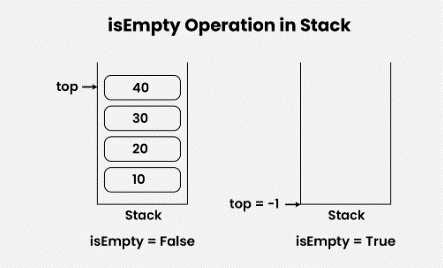 isEmpty Operation in Stack
top
40
30
20
10
Stack
isEmpty = False
top = -1
Stack
isEmpty = True